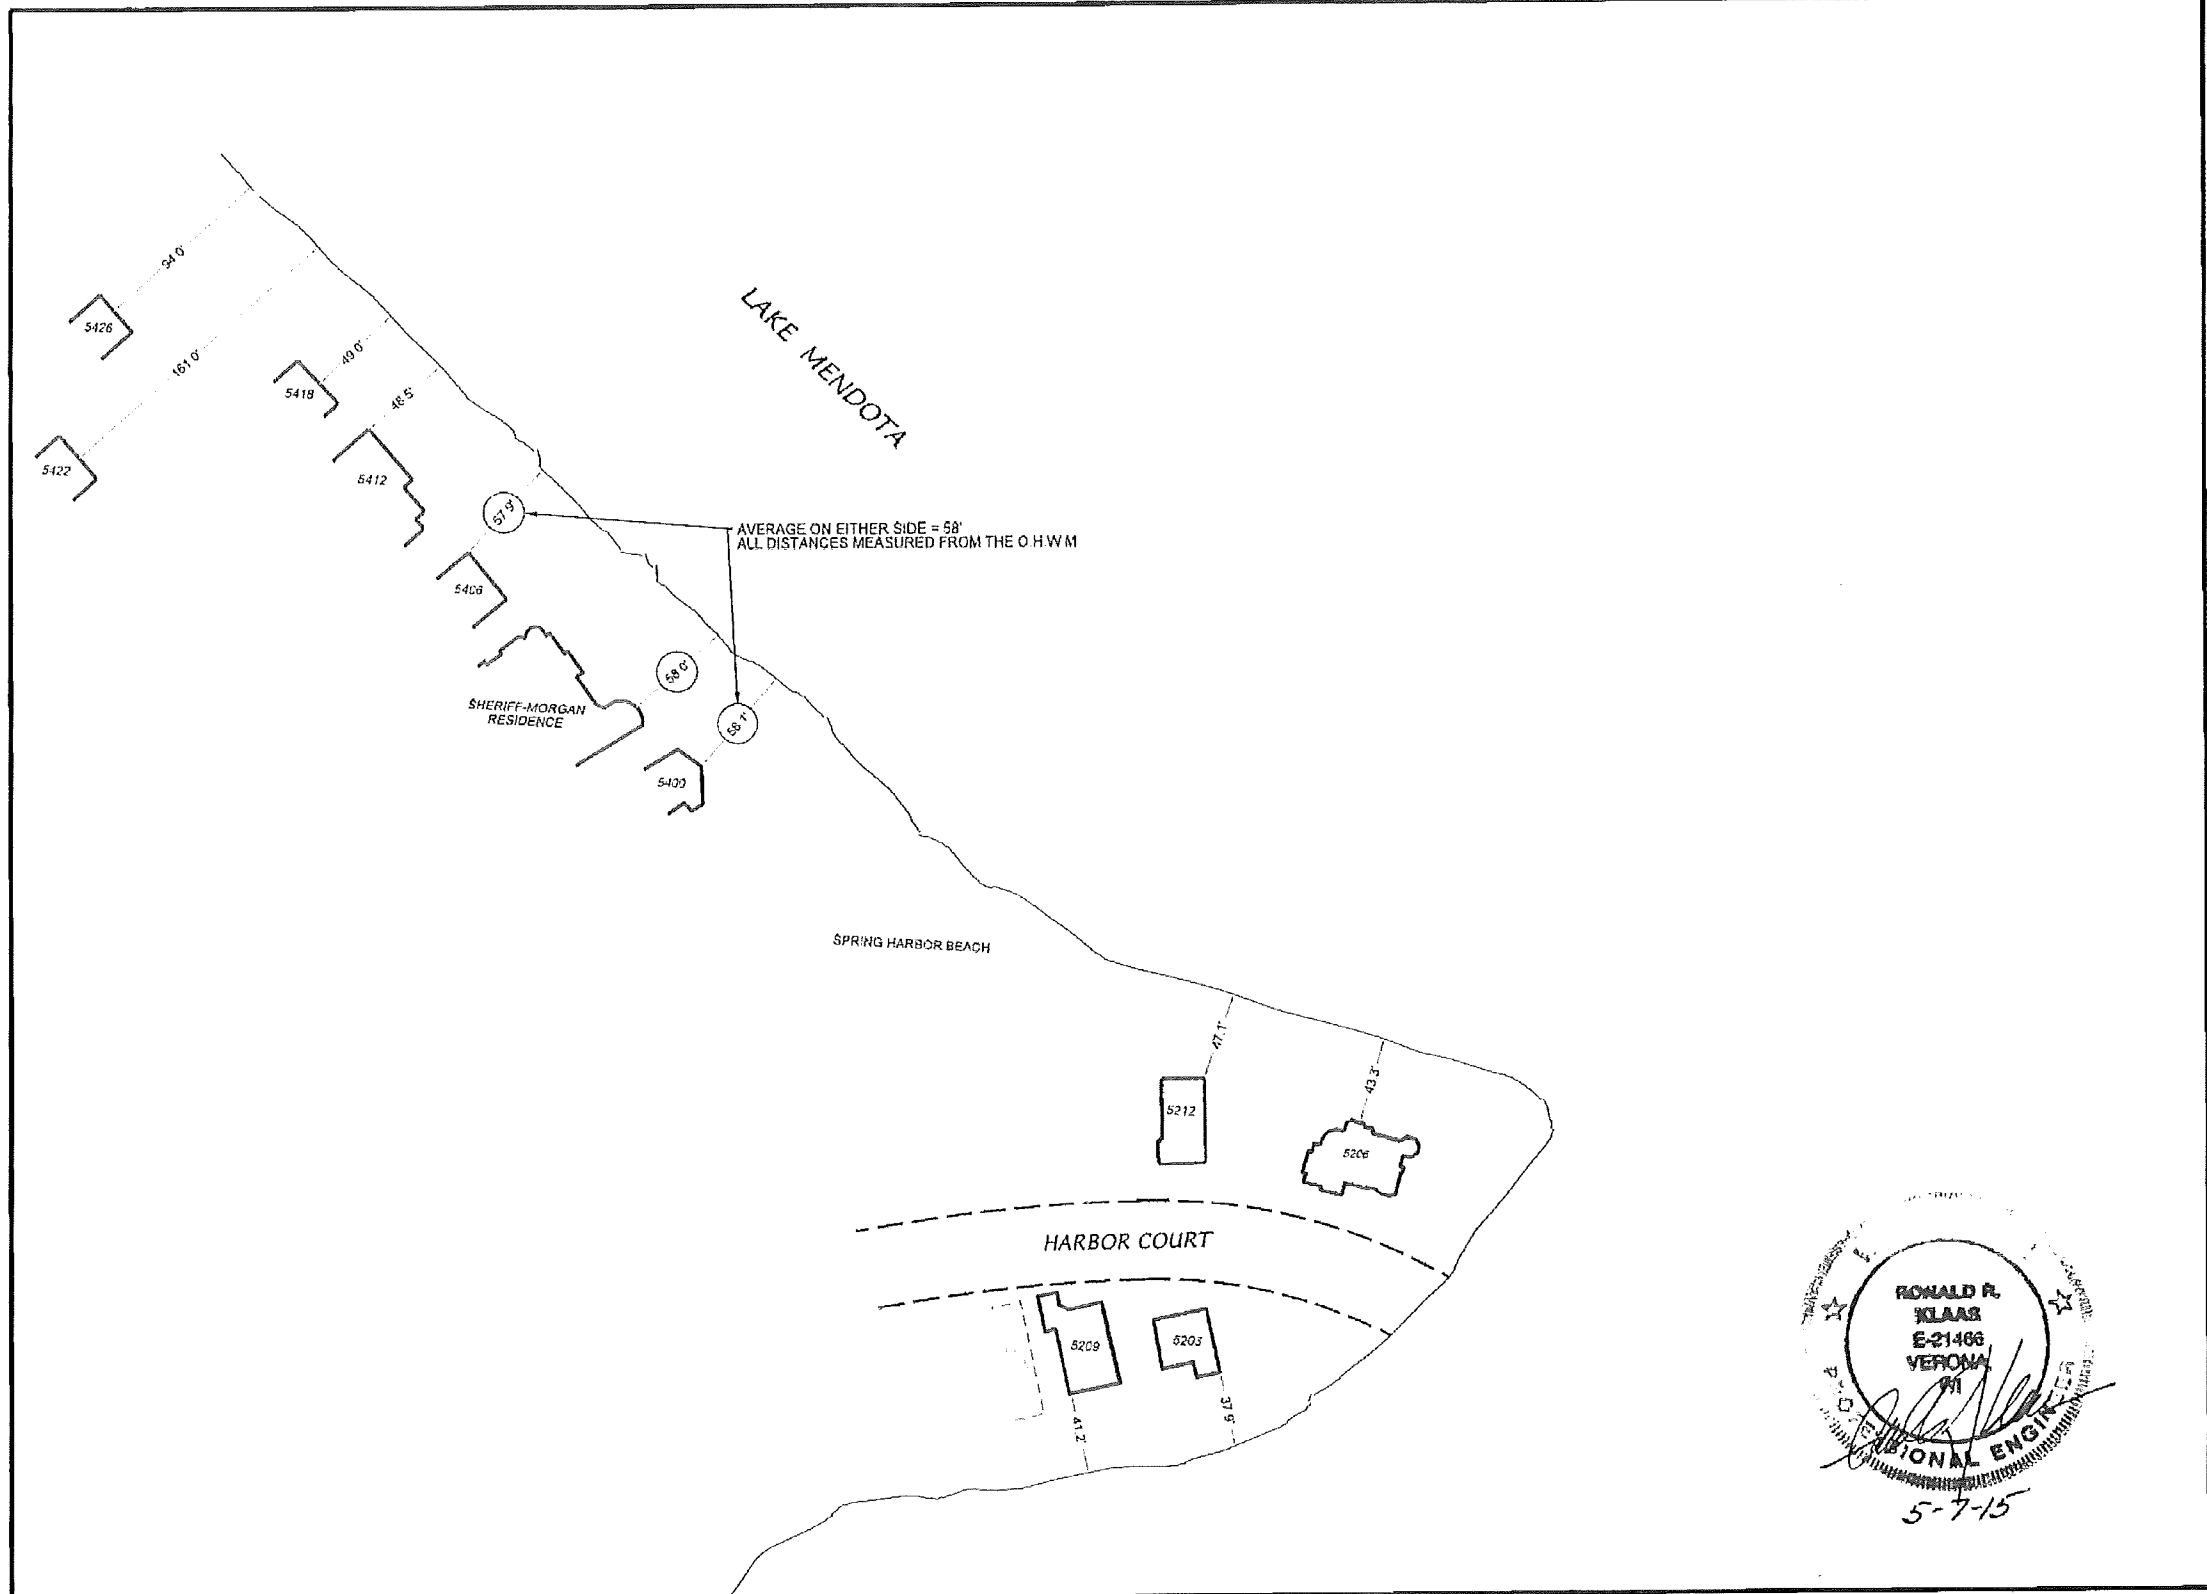 94.0'
5426
161.0'
5422
49.0'
5418
48.5'
5412
LAKE MENDOTA
57.9'
AVERAGE ON EITHER SIDE = 58'
ALL DISTANCES MEASURED FROM THE O.H.W.M
5406
58.0'
SHERIFF-MORGAN
RESIDENCE
58.1'
5400
SPRING HARBOR BEACH
47.1'
43.3'
5212
5206
HARBOR COURT
5209
5203
41.2'
37.9'
RONALD R.
KLAAS
E-21466
VERONA,
WI
PROFESSIONAL ENGINEER
5-7-15